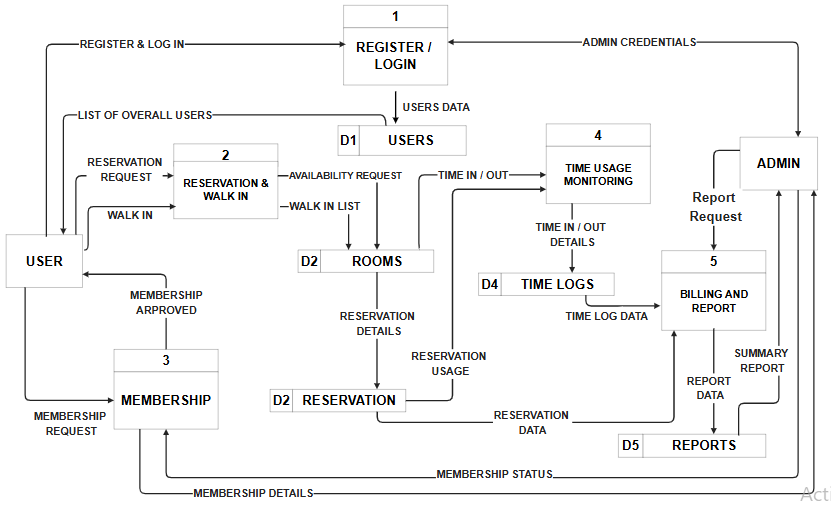 1
REGISTER /
LOGIN
REGISTER & LOG IN
ADMIN CREDENTIALS
USERS DATA
LIST OF OVERALL USERS
D1
USERS
2
RESERVATION &
WALK IN
RESERVATION
REQUEST
WALK IN
AVAILABILITY REQUEST
WALK IN LIST
TIME IN / OUT
4
TIME USAGE
MONITORING
ADMIN
Report
Request
TIME IN / OUT
DETAILS
USER
D2
ROOMS
5
BILLING AND
REPORT
D4
TIME LOGS
TIME LOG DATA
MEMBERSHIP
ARPROVED
RESERVATION
DETAILS
RESERVATION
USAGE
3
MEMBERSHIP
MEMBERSHIP
REQUEST
D2
RESERVATION
RESERVATION
DATA
REPORT
DATA
SUMMARY
REPORT
D5
REPORTS
MEMBERSHIP STATUS
MEMBERSHIP DETAILS
Acti